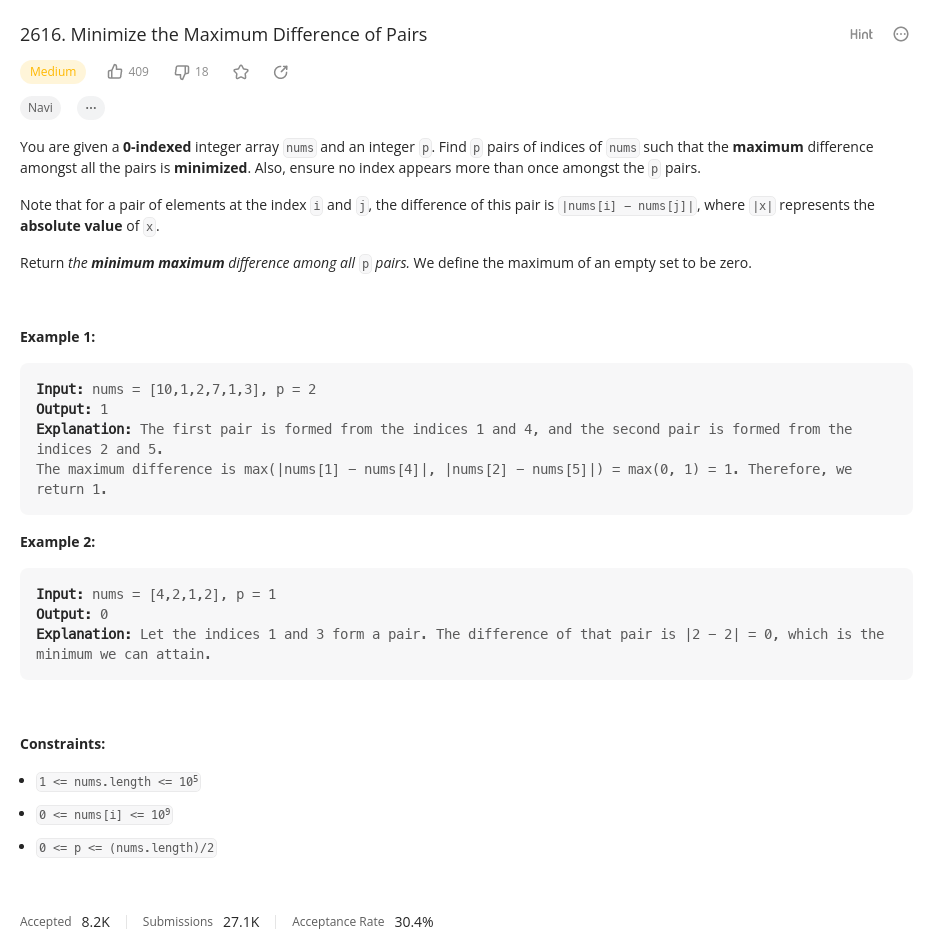 2616. Minimize the Maximum Difference of Pairs
Hint
Medium 409 18
Navi ...
You are given a 0-indexed integer array nums and an integer p. Find p pairs of indices of nums such that the maximum difference
amongst all the pairs is minimized. Also, ensure no index appears more than once amongst the p pairs.
Note that for a pair of elements at the index i and j, the difference of this pair is |nums[i] - nums[j]|, where |x| represents the
absolute value of x.
Return the minimum maximum difference among all p pairs. We define the maximum of an empty set to be zero.
Example 1:
Input: nums = [10,1,2,7,1,3], p = 2
Output: 1
Explanation: The first pair is formed from the indices 1 and 4, and the second pair is formed from the
indices 2 and 5.
The maximum difference is max(|nums[1] - nums[4]|, |nums[2] - nums[5]|) = max(0, 1) = 1. Therefore, we
return 1.
Example 2:
Input: nums = [4,2,1,2], p = 1
Output: 0
Explanation: Let the indices 1 and 3 form a pair. The difference of that pair is |2 - 2| = 0, which is the
minimum we can attain.
Constraints:
• 1 <= nums.length <= 10⁵
• 0 <= nums[i] <= 10⁹
• 0 <= p <= (nums.length)/2
Accepted 8.2K Submissions 27.1K Acceptance Rate 30.4%